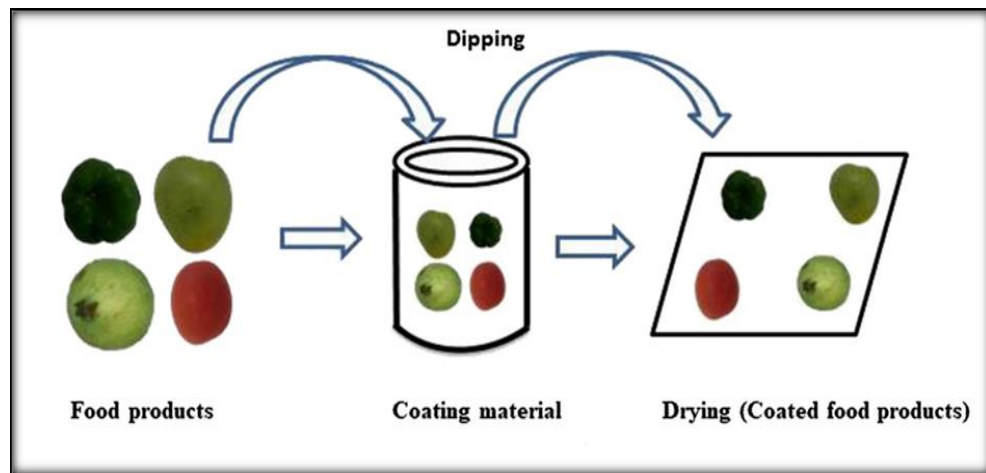 Dipping
Food products
Coating material
Drying (Coated food products)